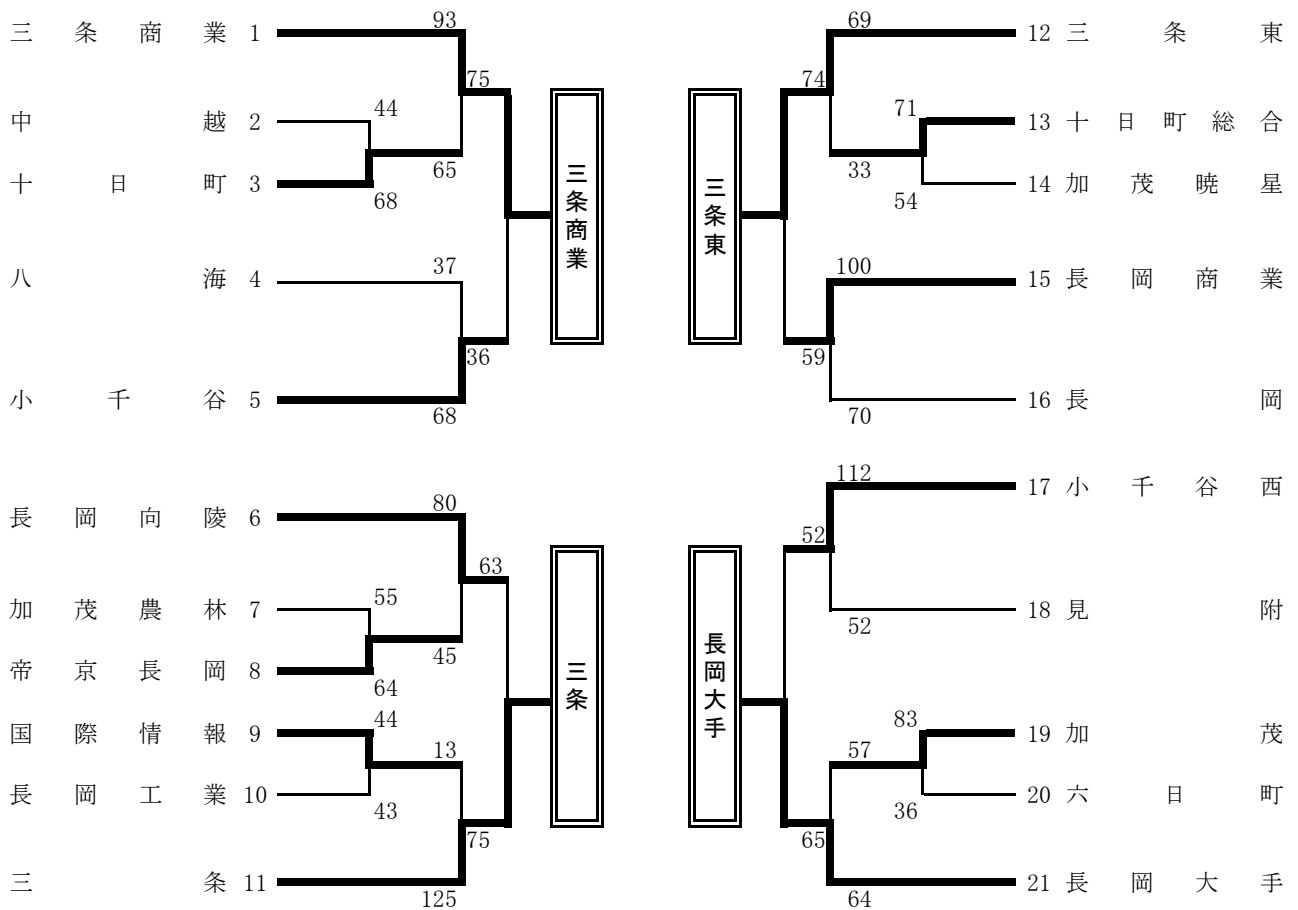 三条商業 1
93
75
中越 2
44
65
十日町 3
68
八海 4
37
36
小千谷 5
68
三条商業
長岡向陵 6
80
63
加茂農林 7
55
45
帝京長岡 8
64
国際情報 9
44
13
長岡工業 10
43
75
三条 11
125
三条
69
12 三条東
74
71
13 十日町総合
33
54
14 加茂暁星
三条東
100
15 長岡商業
59
70
16 長岡
112
17 小千谷西
52
52
18 見附
長岡大手
83
19 加茂
57
36
20 六日町
65
64
21 長岡大手